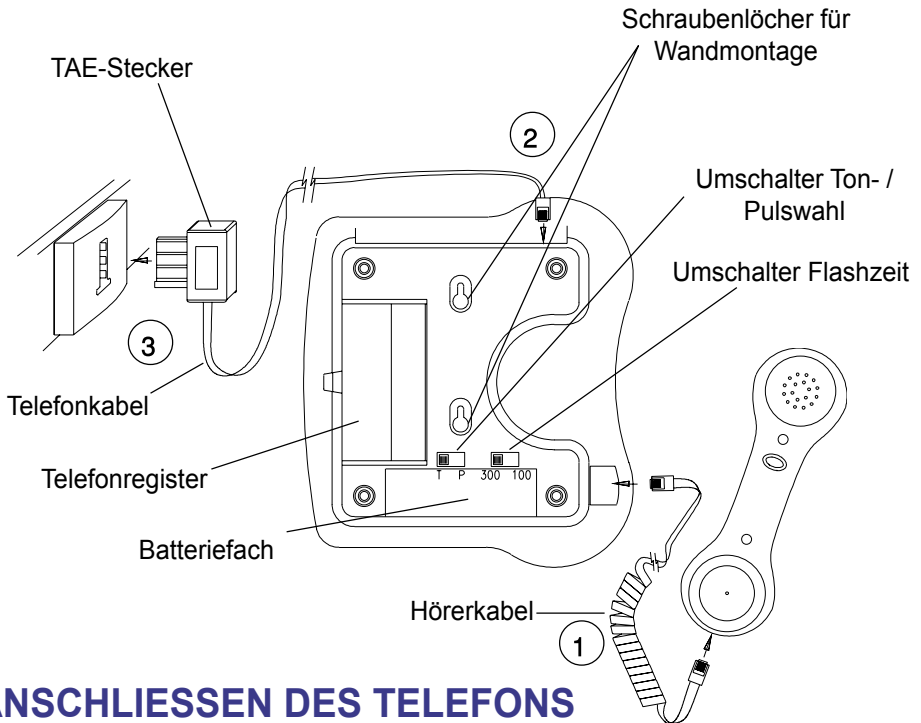 Schraubenlöcher für
Wandmontage
TAE-Stecker
2
Umschalter Ton- /
Pulswahl
Umschalter Flashzeit
3
Telefonkabel
Telefonregister
T P 300 100
Batteriefach
Hörerkabel
1
ANSCHLIESSEN DES TELEFONS